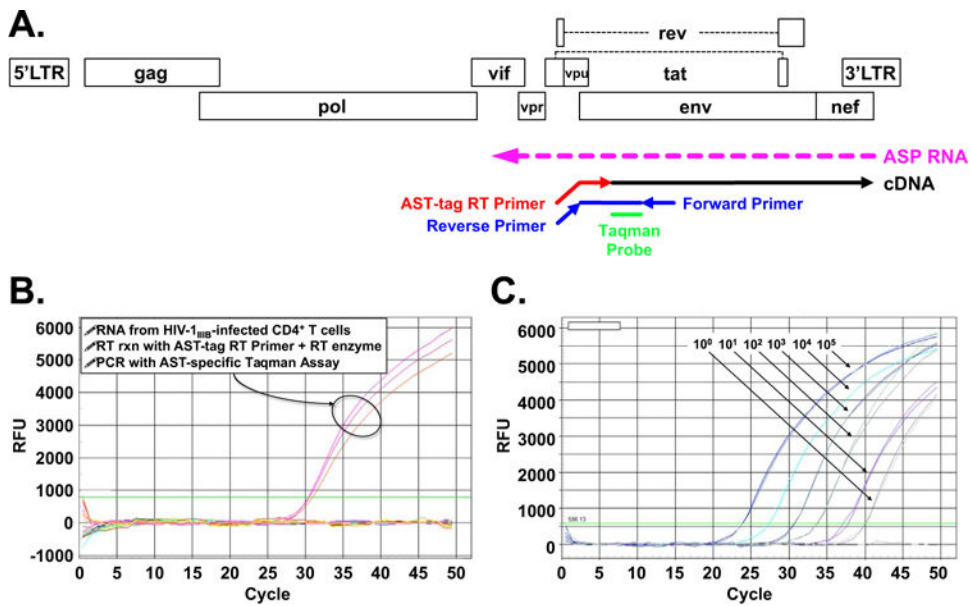 A.
rev
5'LTR
gag
vif
vpu
tat
3'LTR
pol
vpr
env
nef
ASP RNA
cDNA
AST-tag RT Primer
Reverse Primer
Forward Primer
Taqman
Probe
B.
6000
5000
4000
3000
2000
1000
0
-1000
RFU
RNA from HIV-1IIIB-infected CD4+ T cells
RT rxn with AST-tag RT Primer + RT enzyme
PCR with AST-specific Taqman Assay
0 5 10 15 20 25 30 35 40 45 50
Cycle
C.
6000
5000
4000
3000
2000
1000
0
RFU
10⁰ 10¹ 10² 10³ 10⁴ 10⁵
586.13
0 5 10 15 20 25 30 35 40 45 50
Cycle